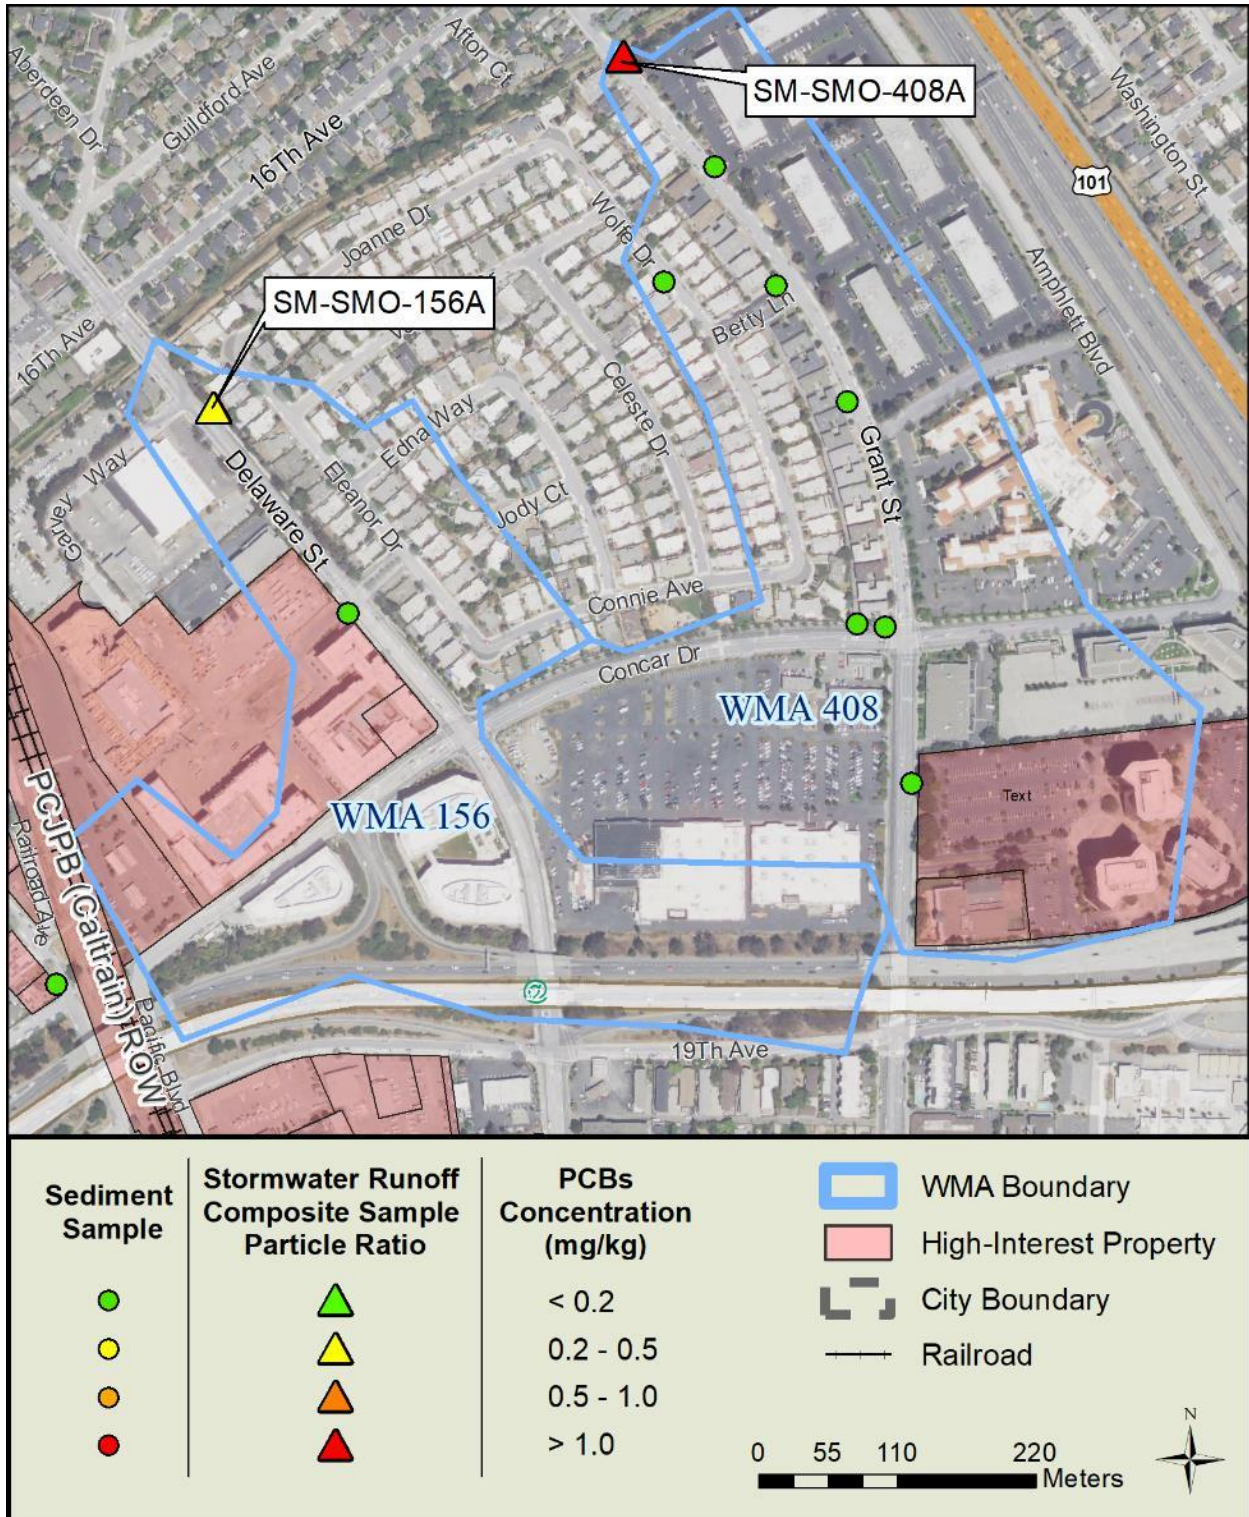 Aberdeen Dr
Guildford Ave
Afton Ct
16Th Ave
SM-SMO-408A
Washington St
101
Joanne Dr
Wolfe Dr
Amphlett Blvd
SM-SMO-156A
16Th Ave
Betty Ln
Celeste Dr
Edna Way
Garvey Way
Delaware St
Eleanor Dr
Jody Ct
Grant St
Connie Ave
Concar Dr
WMA 408
WMA 156
Text
PCJPB (Caltrain) ROW
Railroad Ave
Pacific Blvd
19Th Ave
Sediment
Sample
Stormwater Runoff
Composite Sample
Particle Ratio
PCBs
Concentration
(mg/kg)
< 0.2
0.2 - 0.5
0.5 - 1.0
> 1.0
WMA Boundary
High-Interest Property
City Boundary
Railroad
0 55 110 220
Meters
N